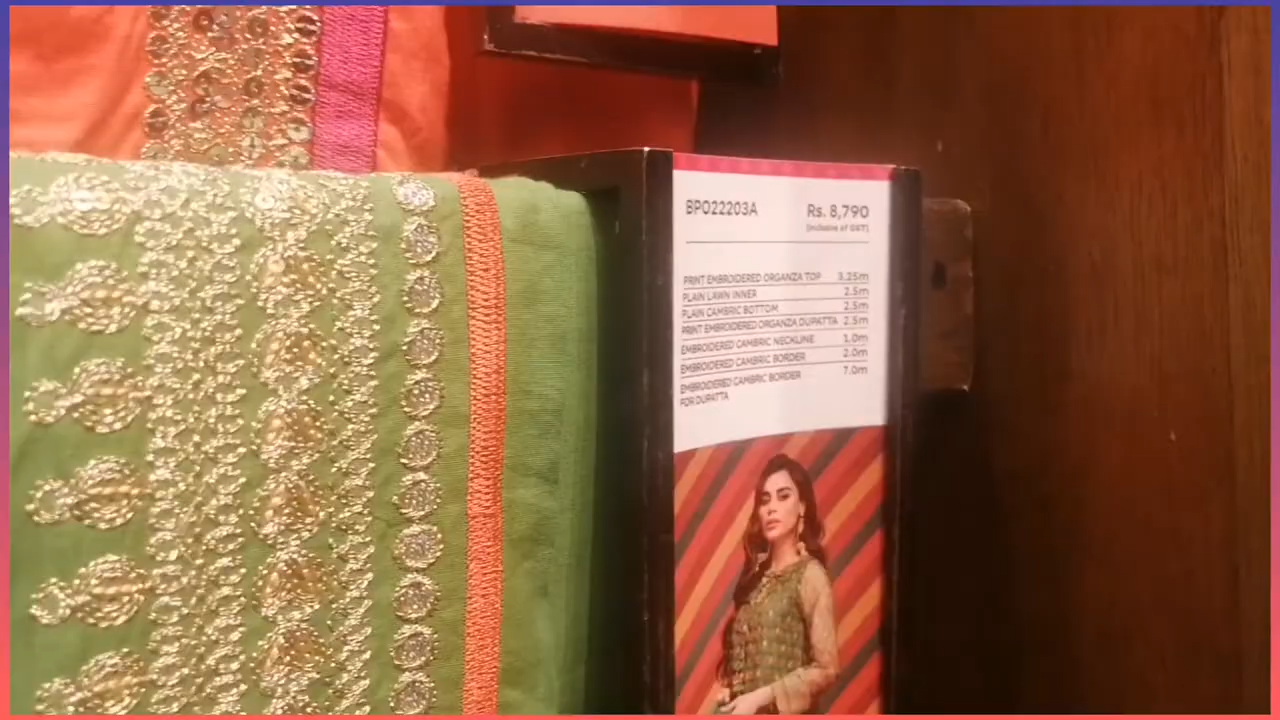 BPO22203A Rs. 8,790
(inclusive of GST)
PRINT EMBROIDERED ORGANZA TOP 3.25m
PLAIN LAWN INNER 2.5m
PLAIN CAMBRIC BOTTOM 2.5m
PRINT EMBROIDERED ORGANZA DUPATTA 2.5m
EMBROIDERED CAMBRIC NECKLINE 1.0m
EMBROIDERED CAMBRIC BORDER 2.0m
EMBROIDERED CAMBRIC BORDER 7.0m
FOR DUPATTA